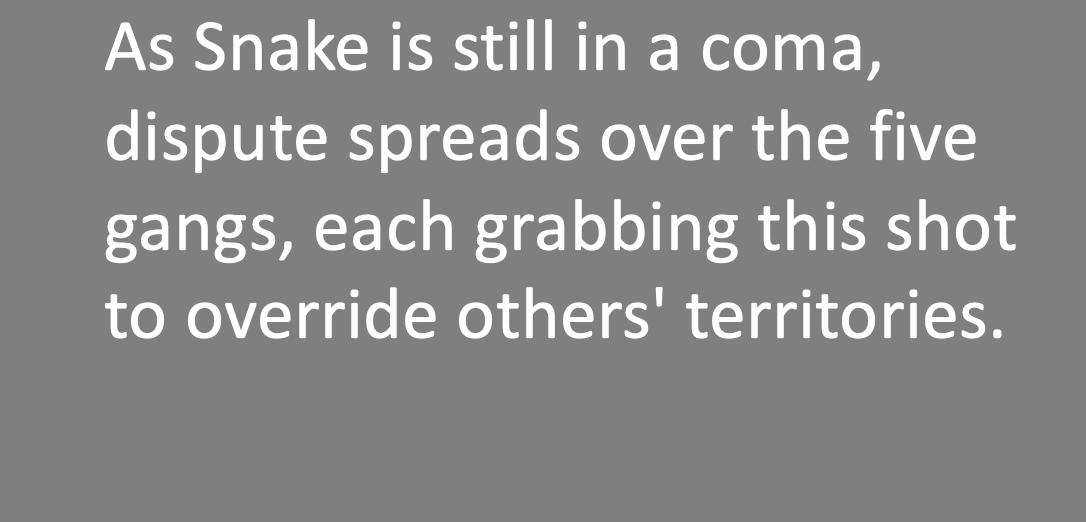 As Snake is still in a coma,
dispute spreads over the five
gangs, each grabbing this shot
to override others' territories.